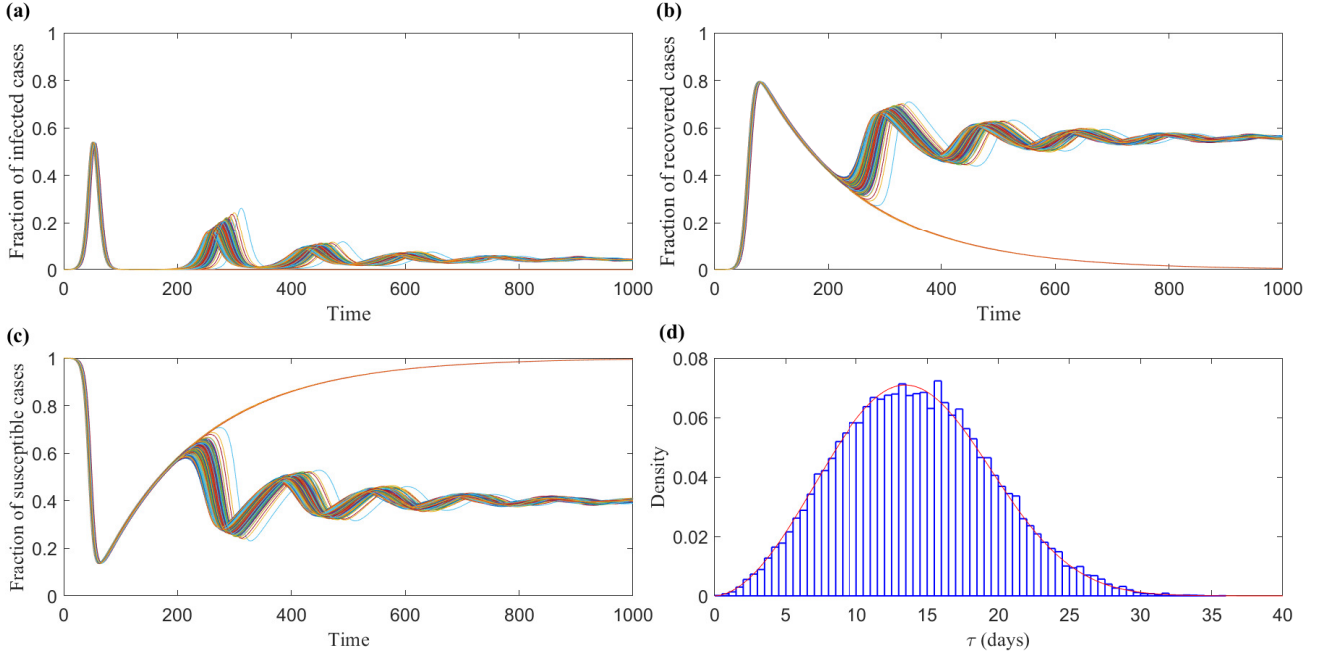 (a)
Fraction of infected cases
1
0.8
0.6
0.4
0.2
0
0 200 400 600 800 1000
Time
(b)
Fraction of recovered cases
1
0.8
0.6
0.4
0.2
0
0 200 400 600 800 1000
Time
(c)
Fraction of susceptible cases
1
0.8
0.6
0.4
0.2
0
0 200 400 600 800 1000
Time
(d)
Density
0.08
0.06
0.04
0.02
0
0 5 10 15 20 25 30 35 40
τ (days)